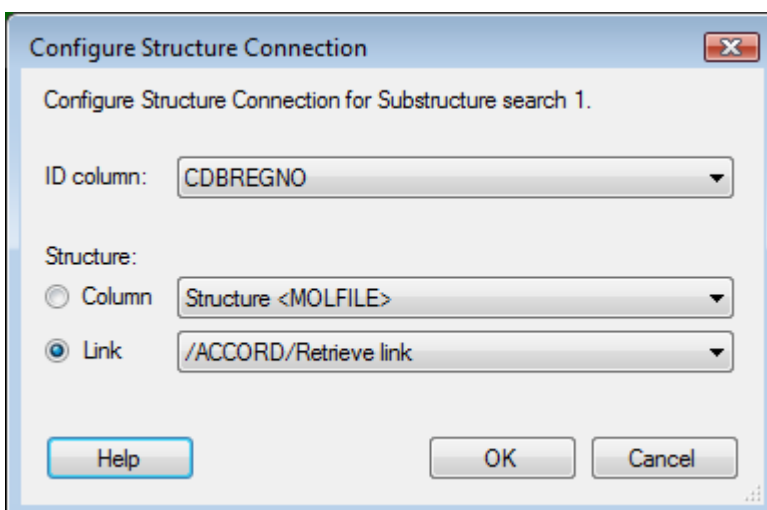 Configure Structure Connection
Configure Structure Connection for Substructure search 1.
ID column: CDBREGNO
Structure:
Column Structure <MOLFILE>
Link /ACCORD/Retrieve link
Help OK Cancel